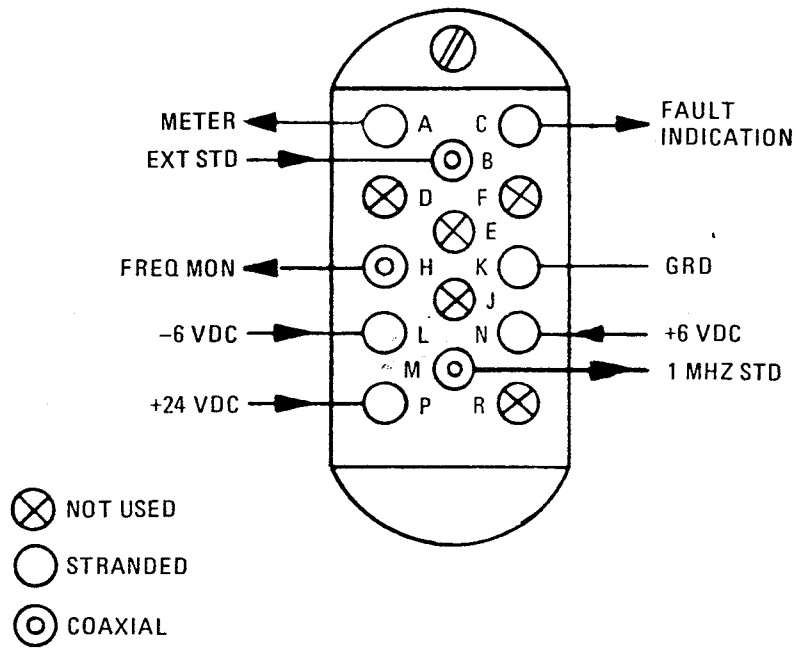 METER
A
C
FAULT
INDICATION
EXT STD
B
D
F
E
FREQ MON
H
K
GRD
J
–6 VDC
L
N
+6 VDC
M
1 MHZ STD
+24 VDC
P
R
NOT USED
STRANDED
COAXIAL